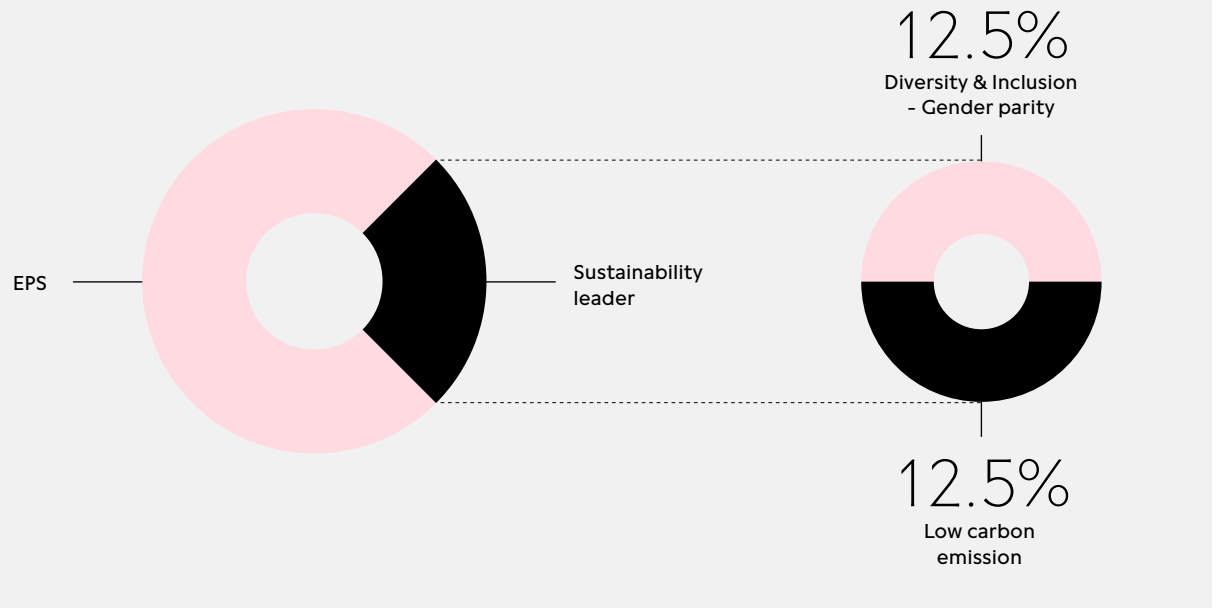 12.5%
Diversity & Inclusion
- Gender parity
EPS
Sustainability
leader
12.5%
Low carbon
emission